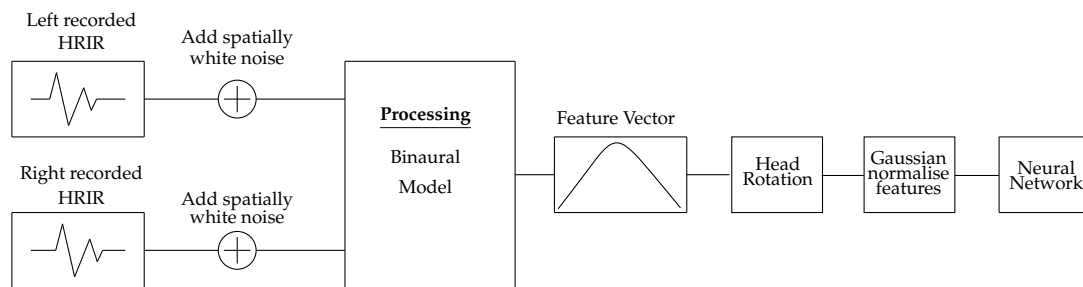 Left recorded
HRIR
Add spatially
white noise
Processing
Binaural
Model
Feature Vector
Head
Rotation
Gaussian
normalise
features
Neural
Network
Right recorded
HRIR
Add spatially
white noise